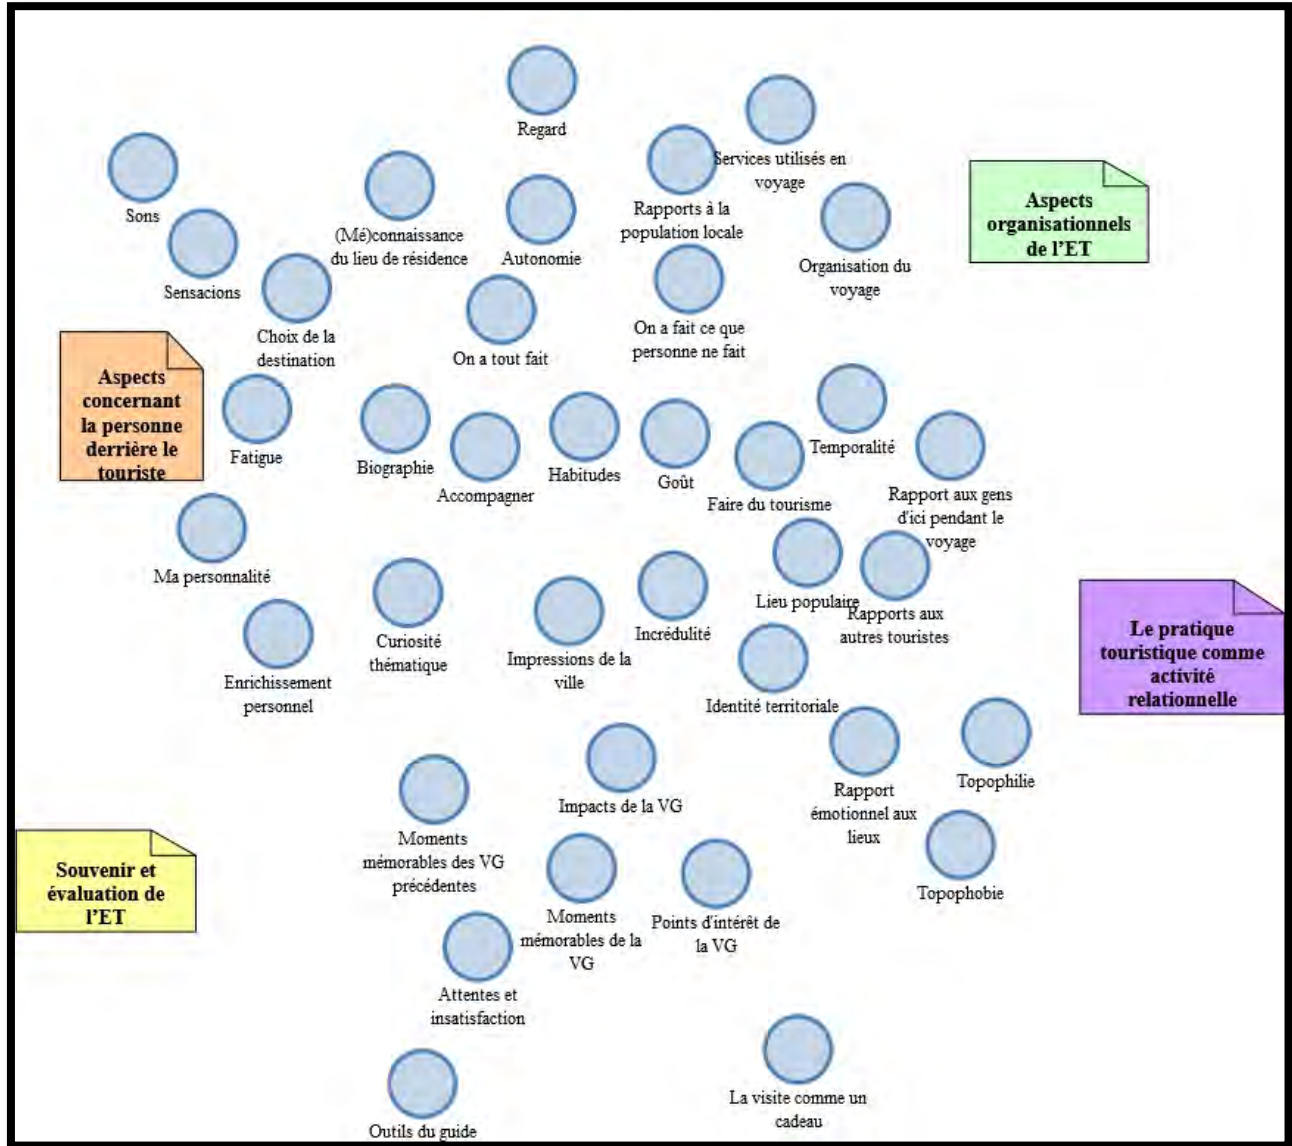 Regard
Services utilisés en
voyage
Aspects
organisationnels
de l'ET
Sons
(Mé)connaissance
du lieu de résidence
Autonomie
Rapports à la
population locale
Organisation du
voyage
Sensacions
Choix de la
destination
On a tout fait
On a fait ce que
personne ne fait
Aspects
concernant
la personne
derrière le
touriste
Fatigue
Biographie
Accompagner
Habitudes
Goût
Faire du tourisme
Temporalité
Rapport aux gens
d'ici pendant le
voyage
Ma personnalité
Enrichissement
personnel
Curiosité
thématique
Impressions de la
ville
Incrédulité
Lieu populaire
Rapports aux
autres touristes
Identité territoriale
Le pratique
touristique comme
activité
relationnelle
Rapport
émotionnel aux
lieux
Topophilie
Topophobie
Impacts de la VG
Moments
mémorables des VG
précédentes
Souvenir et
évaluation de
l'ET
Moments
mémorables de la
VG
Points d'intérêt de
la VG
Attentes et
insatisfaction
La visite comme un
cadeau
Outils du guide